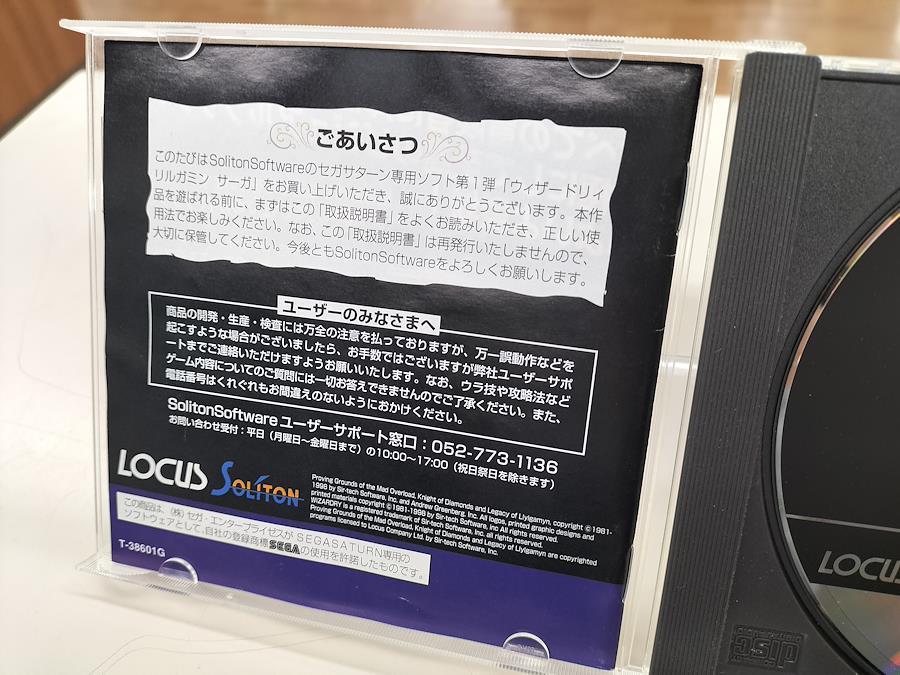 ごあいさつ
このたびはSolitonSoftwareのセガサターン専用ソフト第1弾「ウィザードリィ
リルガミン サーガ」をお買い上げいただき、誠にありがとうございます。本作
品を遊ばれる前に、まずはこの「取扱説明書」をよくお読みいただき、正しい使
用法でお楽しみください。なお、この「取扱説明書」は再発行いたしませんので、
大切に保管してください。今後ともSolitonSoftwareをよろしくお願いします。
ユーザーのみなさまへ
商品の開発・生産・検査には万全の注意を払っておりますが、万一誤動作などを
起こすような場合がございましたら、お手数ではございますが弊社ユーザーサポ
ートまでご連絡いただけますようお願いいたします。なお、ウラ技や攻略法など
ゲーム内容についてのご質問には一切お答えできませんのでご了承ください。また、
電話番号はくれぐれもお間違えのないようにおかけください。
SolitonSoftware ユーザーサポート窓口：052-773-1136
お問い合わせ受付：平日（月曜日〜金曜日まで）の10:00〜17:00（祝日祭日を除きます）
LOCUS SOLITON
Proving Grounds of the Mad Overload, Knight of Diamonds and Legacy of Llylgamyn, copyright ©1981-
1998 by Sir-tech Software, Inc. and Andrew Greenberg, Inc. All logos, printed graphic designs and
printed materials copyright ©1981-1998 by Sir-tech Software, Inc. All rights reserved.
WIZARDRY is a registered trademark of Sir-tech Software, Inc. all rights reserved.
Proving Grounds of the Mad Overload, Knight of Diamonds and Legacy of Llylgamyn are copyrighted
programs licensed to Locus Company Ltd. by Sir-tech Software, Inc.
この商品は、（株）セガ・エンタープライゼスがSEGASATURN専用の
ソフトウェアとして、自社の登録商標SEGAの使用を許諾したものです。
T-38601G
LOCUS
disc